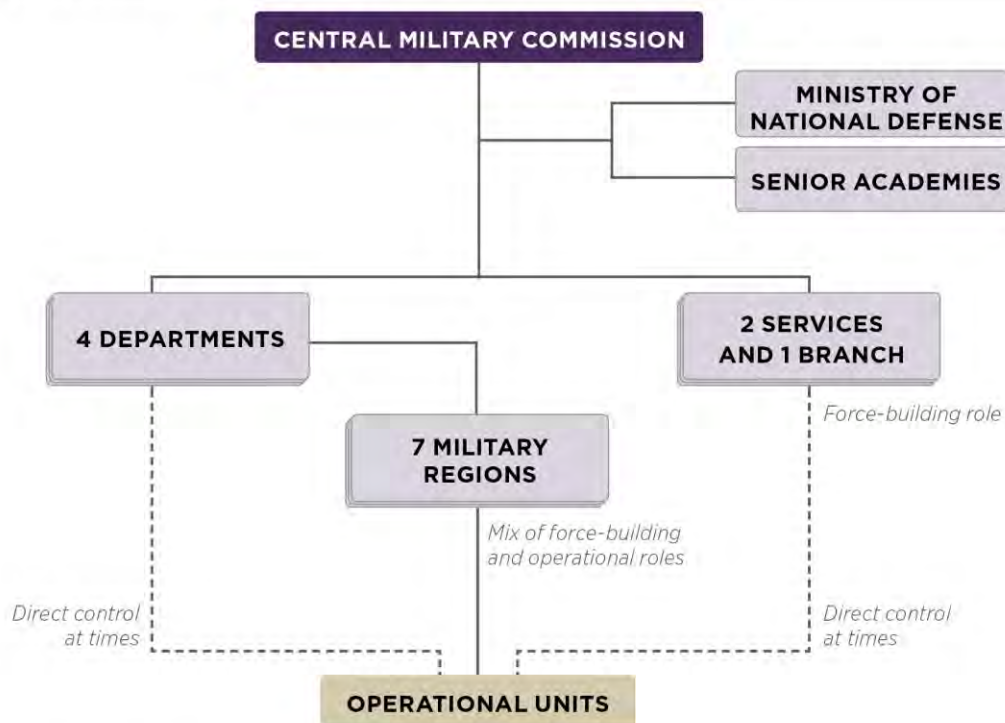 CENTRAL MILITARY COMMISSION
MINISTRY OF
NATIONAL DEFENSE
SENIOR ACADEMIES
4 DEPARTMENTS
2 SERVICES
AND 1 BRANCH
Force-building role
7 MILITARY
REGIONS
Mix of force-building
and operational roles
Direct control
at times
Direct control
at times
OPERATIONAL UNITS